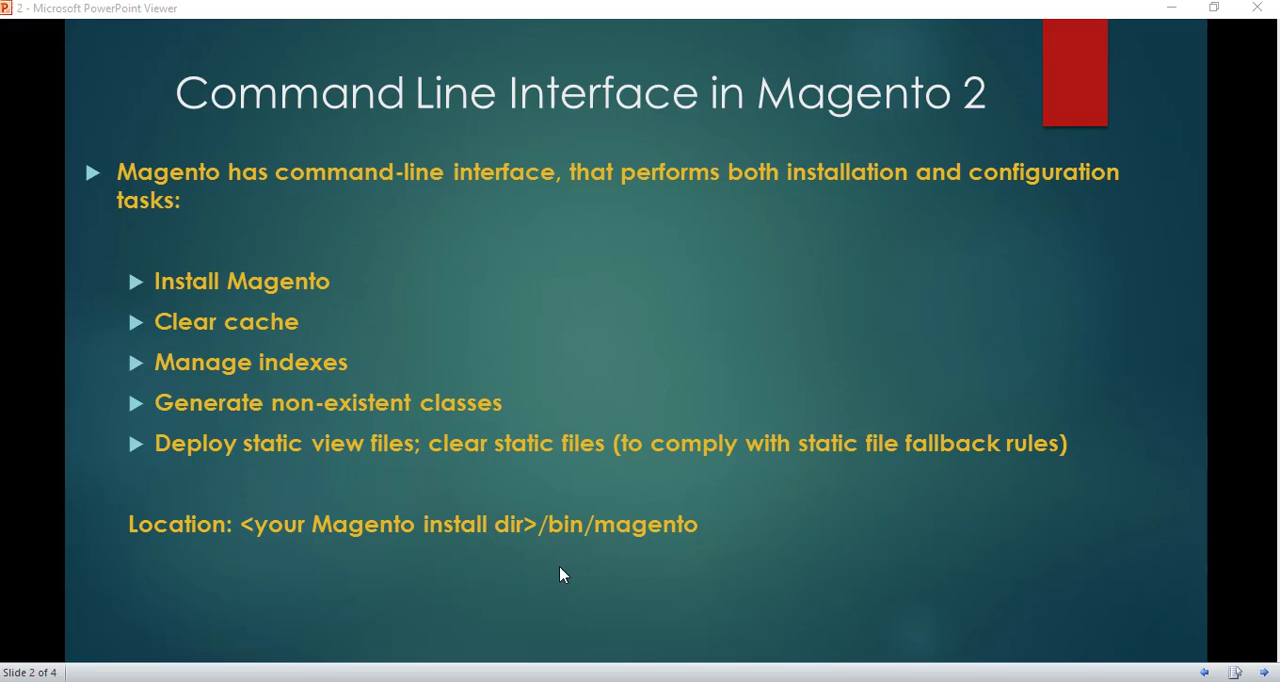 2 - Microsoft PowerPoint Viewer
Command Line Interface in Magento 2
Magento has command-line interface, that performs both installation and configuration
tasks:
Install Magento
Clear cache
Manage indexes
Generate non-existent classes
Deploy static view files; clear static files (to comply with static file fallback rules)
Location: <your Magento install dir>/bin/magento
Slide 2 of 4